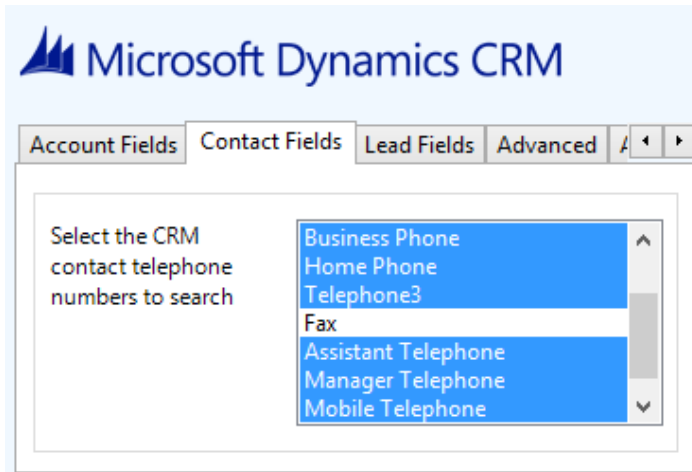 Microsoft Dynamics CRM
Account Fields
Contact Fields
Lead Fields
Advanced
Select the CRM
contact telephone
numbers to search
Business Phone
Home Phone
Telephone3
Fax
Assistant Telephone
Manager Telephone
Mobile Telephone